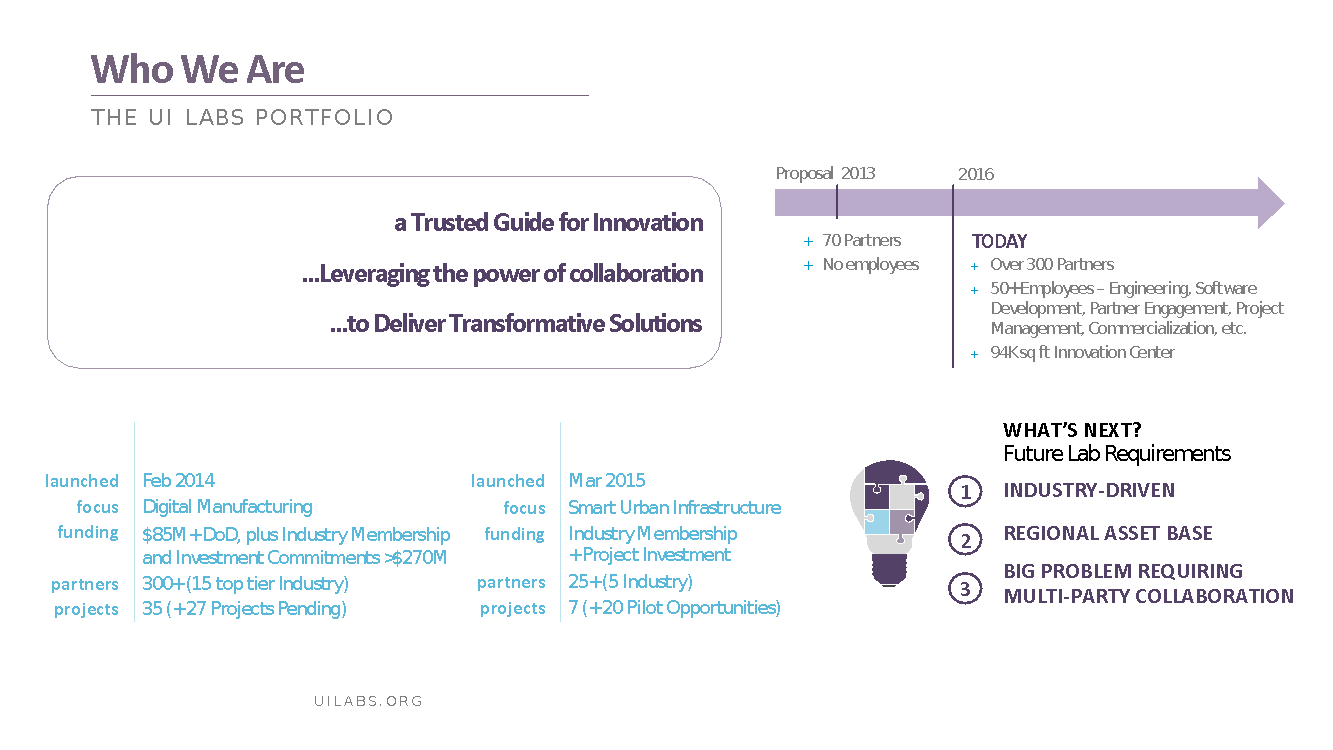 Who We Are
THE UI LABS PORTFOLIO
a Trusted Guide for Innovation
...Leveraging the power of collaboration
...to Deliver Transformative Solutions
Proposal 2013 2016
+ 70 Partners
+ No employees
TODAY
+ Over 300 Partners
+ 50+Employees – Engineering, Software
Development, Partner Engagement, Project
Management, Commercialization, etc.
+ 94K sq ft Innovation Center
launched Feb 2014
focus Digital Manufacturing
funding $85M+DoD, plus Industry Membership
and Investment Commitments >$270M
partners 300+(15 top tier Industry)
projects 35 (+27 Projects Pending)
launched Mar 2015
focus Smart Urban Infrastructure
funding Industry Membership
+Project Investment
partners 25+(5 Industry)
projects 7 (+20 Pilot Opportunities)
WHAT'S NEXT?
Future Lab Requirements
1 INDUSTRY-DRIVEN
2 REGIONAL ASSET BASE
3 BIG PROBLEM REQUIRING
MULTI-PARTY COLLABORATION
UILABS.ORG